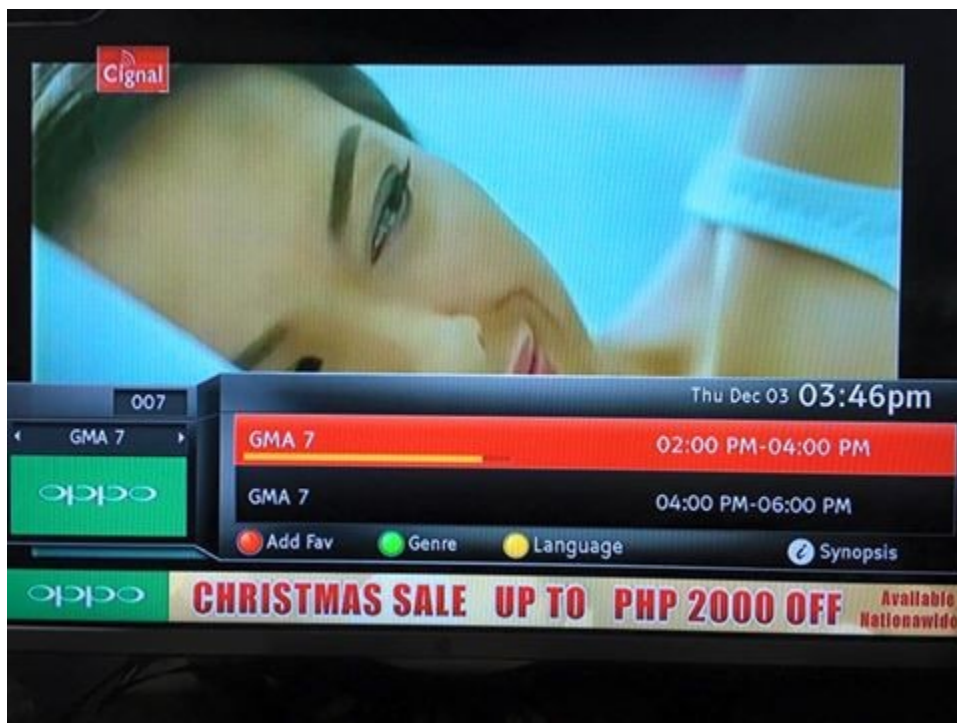 Cignal
007
Thu Dec 03 03:46pm
GMA 7
GMA 7 02:00 PM-04:00 PM
oppo
GMA 7 04:00 PM-06:00 PM
Add Fav Genre Language i Synopsis
oppo CHRISTMAS SALE UP TO PHP 2000 OFF Available
Nationwide